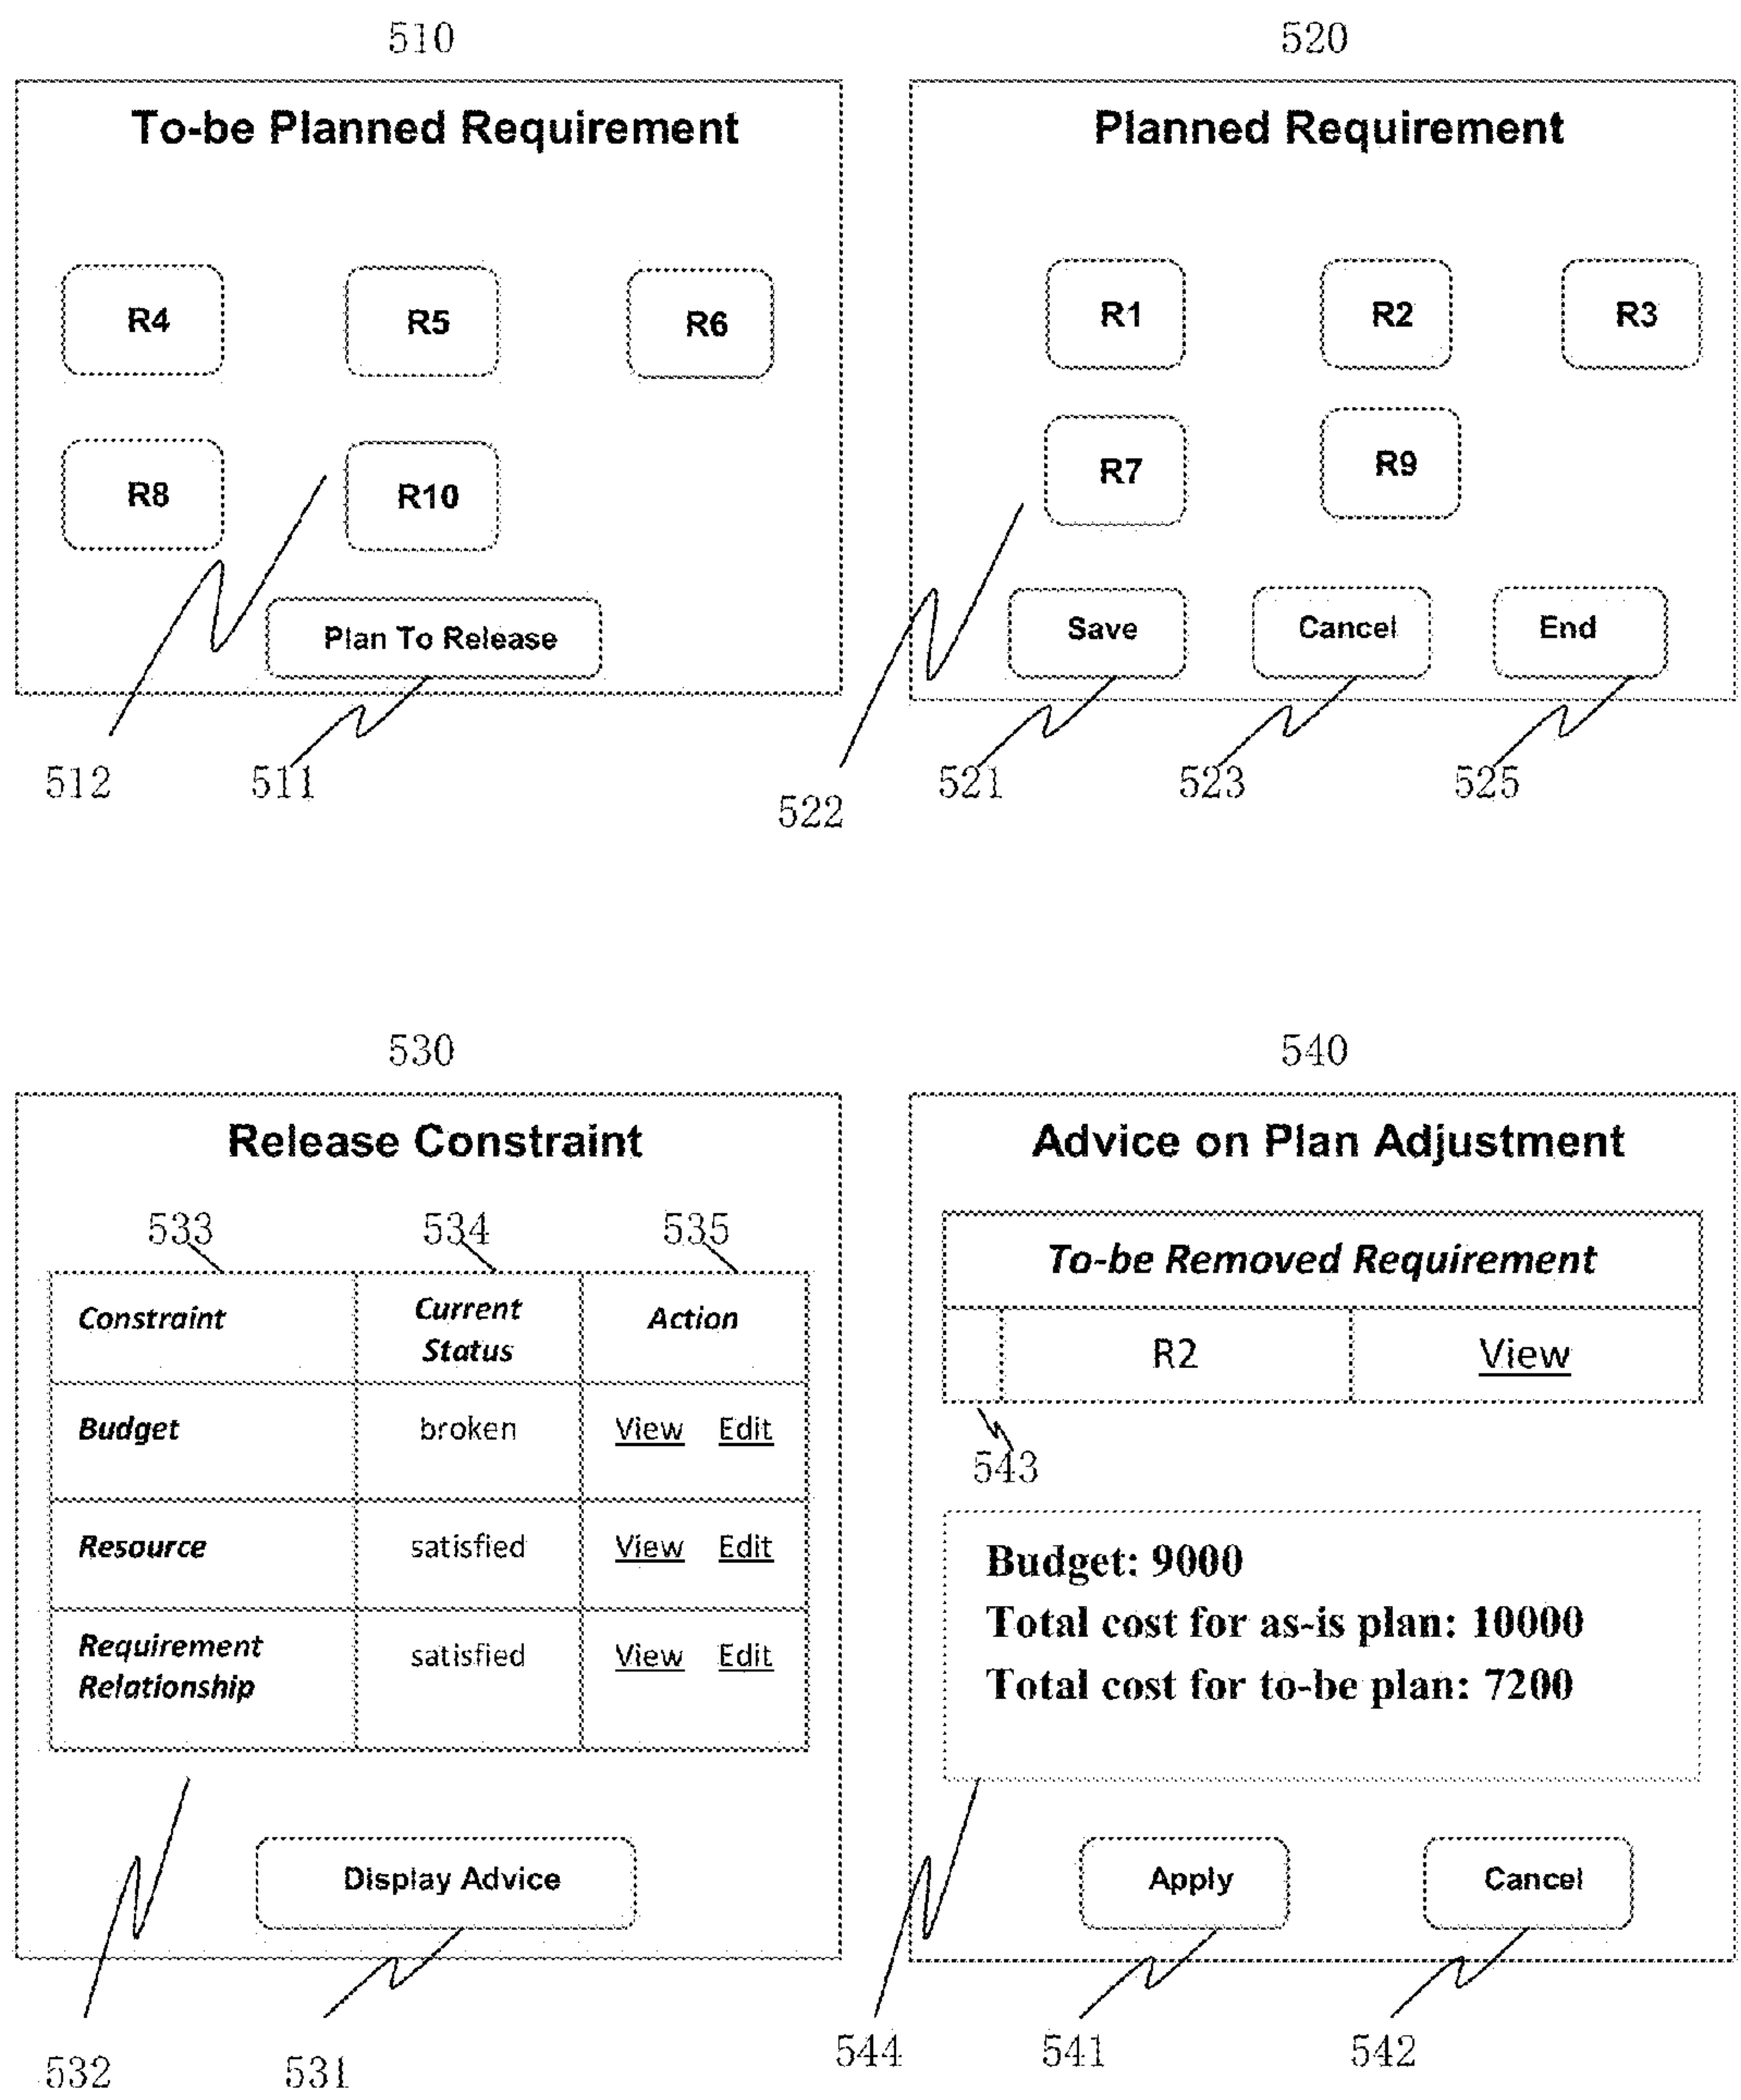 510
To-be Planned Requirement
R4 R5 R6
R8 R10
Plan To Release
512 511
520
Planned Requirement
R1 R2 R3
R7 R9
Save Cancel End
522 521 523 525
530
Release Constraint
533 534 535
Constraint Current Status Action
Budget broken View Edit
Resource satisfied View Edit
Requirement Relationship satisfied View Edit
Display Advice
532 531
540
Advice on Plan Adjustment
To-be Removed Requirement
R2 View
543
Budget: 9000
Total cost for as-is plan: 10000
Total cost for to-be plan: 7200
Apply Cancel
544 541 542